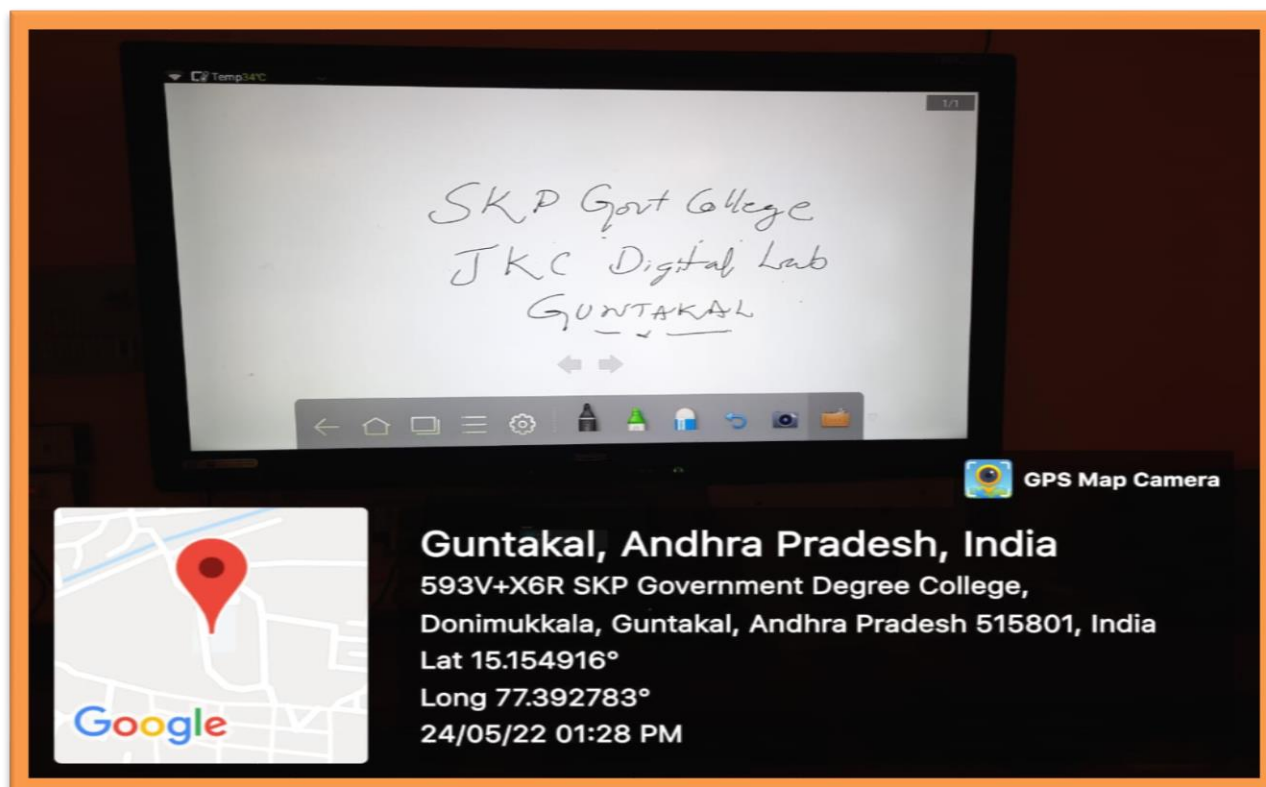 Temp34°C
1/1
SKP Govt College
JKC Digital Lab
GUNTAKAL
GPS Map Camera
Guntakal, Andhra Pradesh, India
593V+X6R SKP Government Degree College,
Donimukkala, Guntakal, Andhra Pradesh 515801, India
Lat 15.154916°
Long 77.392783°
24/05/22 01:28 PM
Google